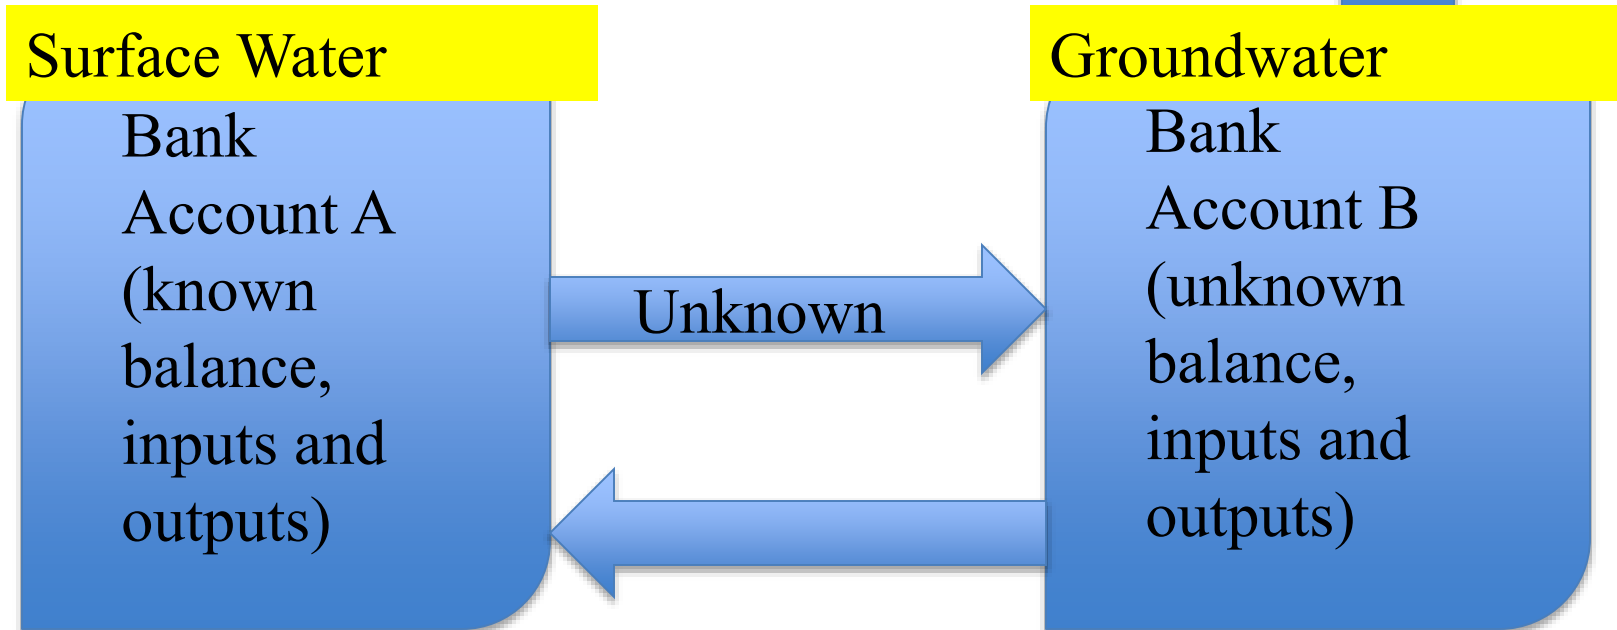 Surface Water
Bank
Account A
(known
balance,
inputs and
outputs)
Unknown
Groundwater
Bank
Account B
(unknown
balance,
inputs and
outputs)